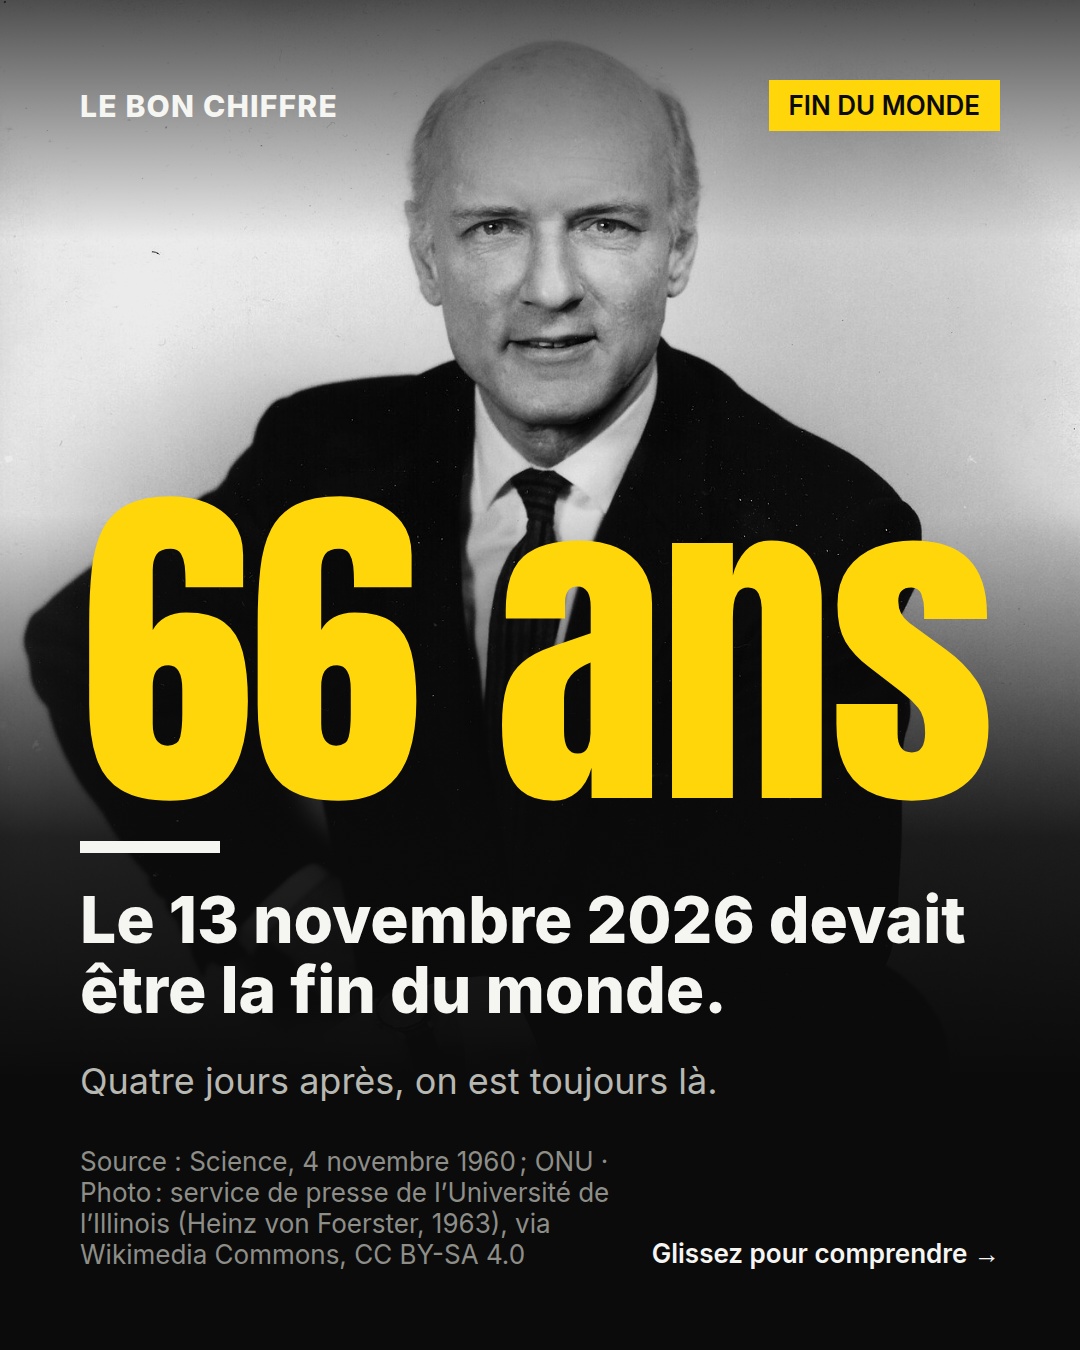 LE BON CHIFFRE
FIN DU MONDE
66 ans
Le 13 novembre 2026 devait
être la fin du monde.
Quatre jours après, on est toujours là.
Source : Science, 4 novembre 1960 ; ONU ·
Photo : service de presse de l’Université de
l’Illinois (Heinz von Foerster, 1963), via
Wikimedia Commons, CC BY-SA 4.0
Glissez pour comprendre →